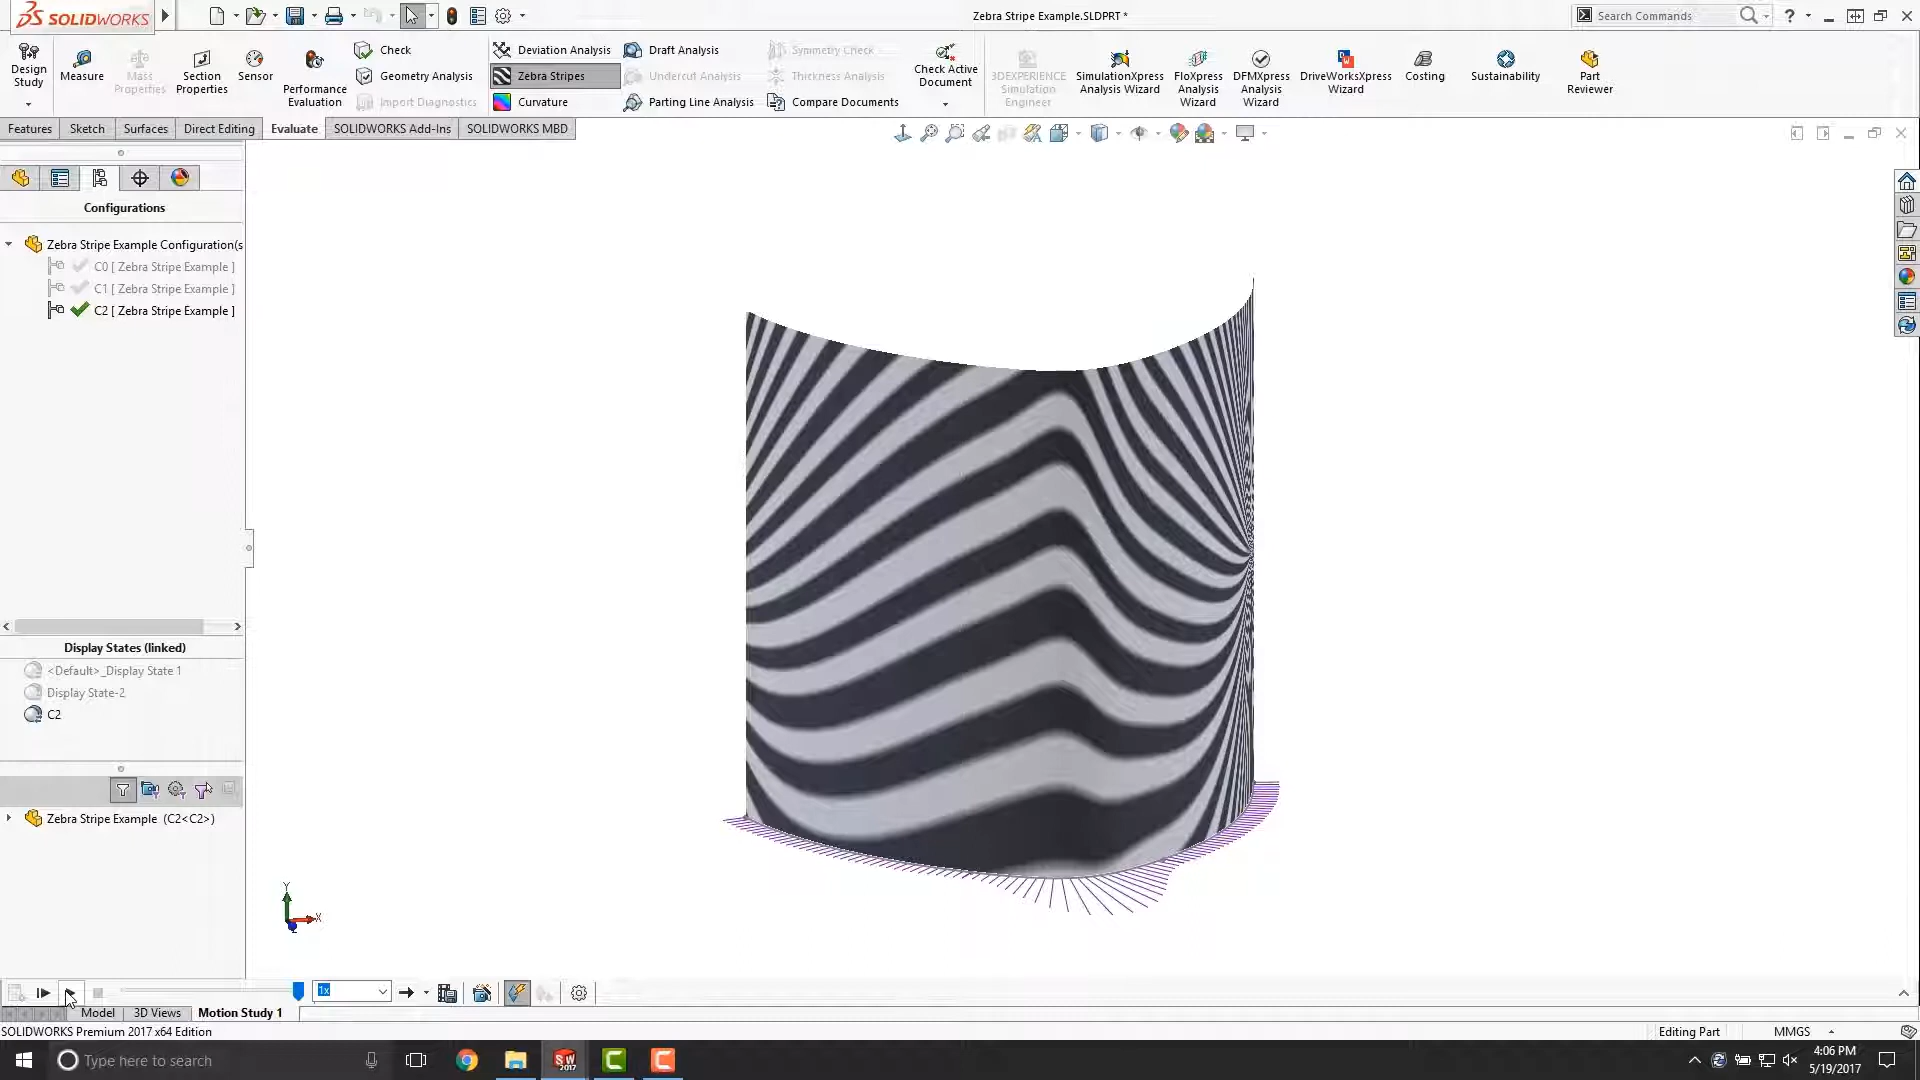 SOLIDWORKS
Zebra Stripe Example.SLDPRT *
Search Commands
Design Study
Measure
Mass Properties
Section Properties
Sensor
Performance Evaluation
Check
Geometry Analysis
Import Diagnostics
Deviation Analysis
Zebra Stripes
Curvature
Draft Analysis
Undercut Analysis
Parting Line Analysis
Symmetry Check
Thickness Analysis
Compare Documents
Check Active Document
3DEXPERIENCE Simulation Engineer
SimulationXpress Analysis Wizard
FloXpress Analysis Wizard
DFMXpress Analysis Wizard
DriveWorksXpress Wizard
Costing
Sustainability
Part Reviewer
Features
Sketch
Surfaces
Direct Editing
Evaluate
SOLIDWORKS Add-Ins
SOLIDWORKS MBD
Configurations
Zebra Stripe Example Configuration(s
C0 [ Zebra Stripe Example ]
C1 [ Zebra Stripe Example ]
C2 [ Zebra Stripe Example ]
Display States (linked)
<Default>_Display State 1
Display State-2
C2
Zebra Stripe Example (C2<C2>)
Y
X
Z
1x
Model
3D Views
Motion Study 1
SOLIDWORKS Premium 2017 x64 Edition
Editing Part
MMGS
Type here to search
SW
2017
4:06 PM
5/19/2017